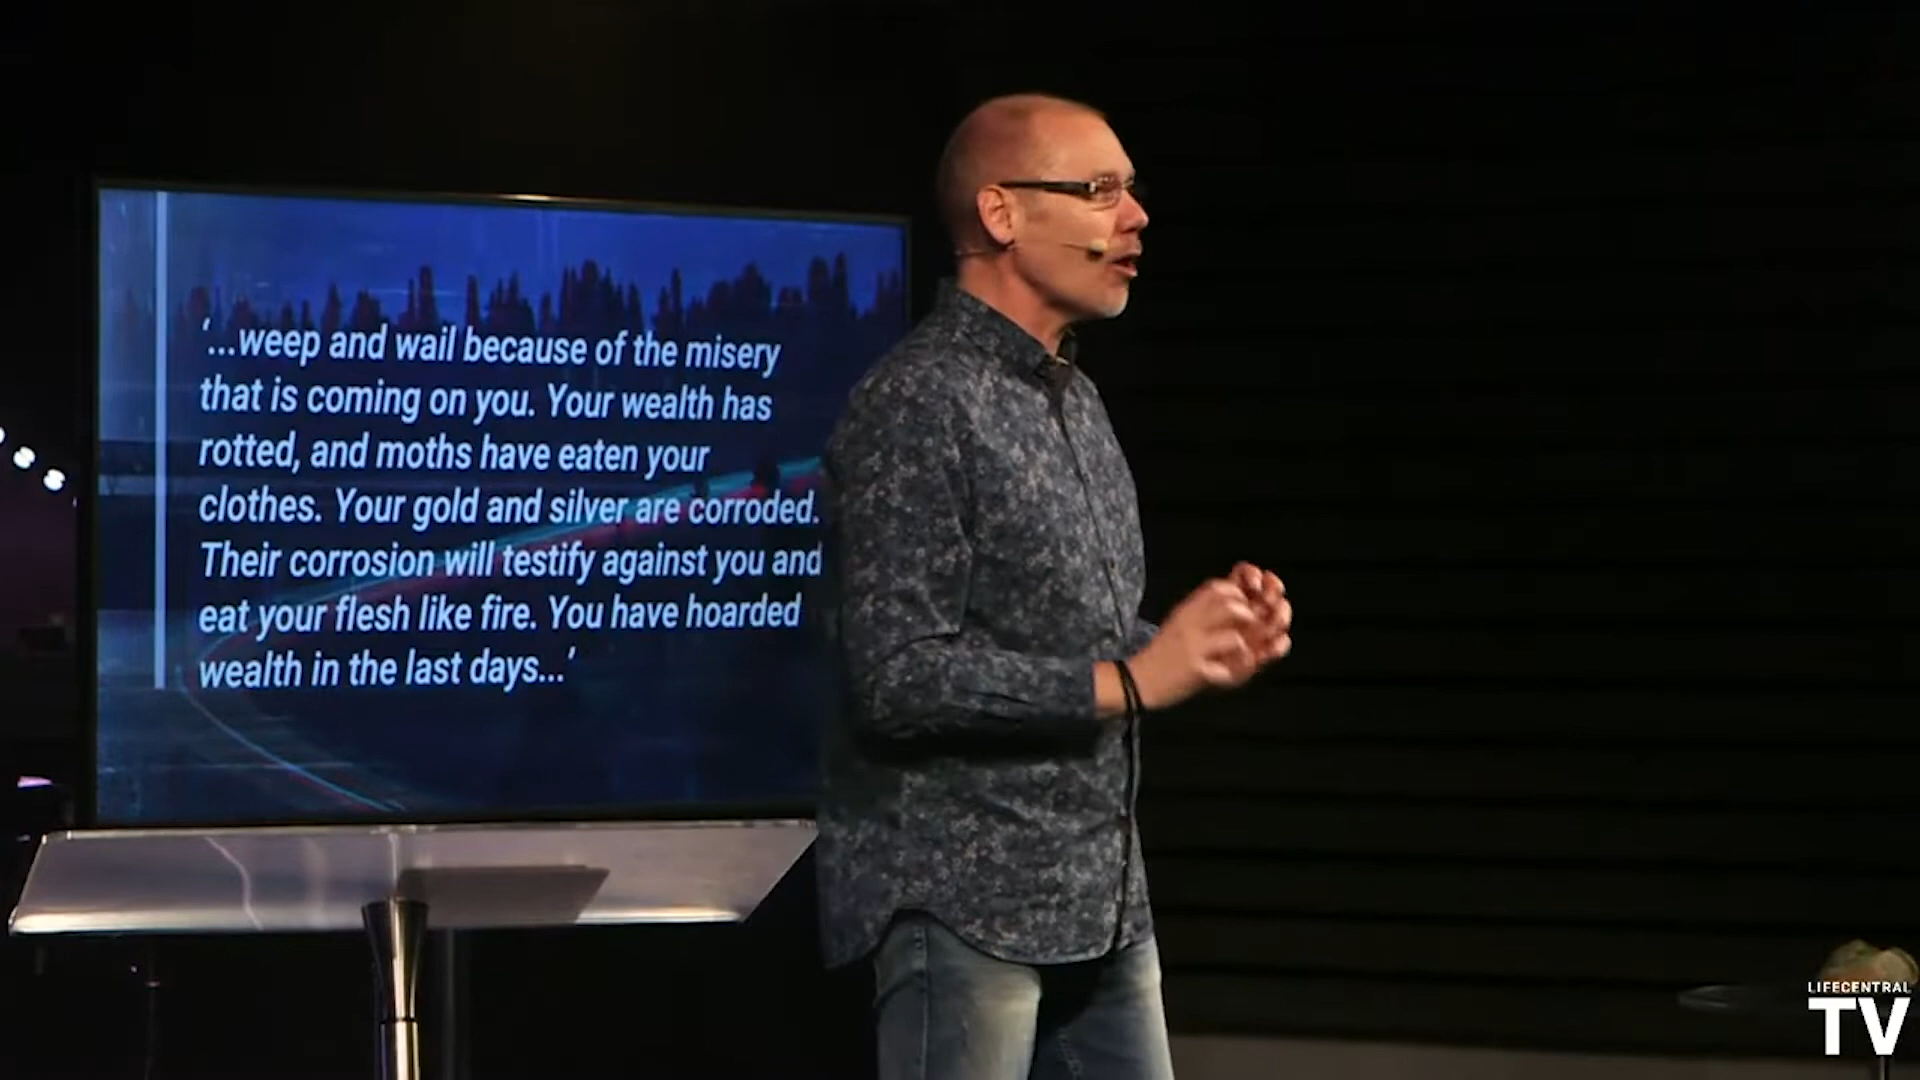 ‘...weep and wail because of the misery
that is coming on you. Your wealth has
rotted, and moths have eaten your
clothes. Your gold and silver are corroded.
Their corrosion will testify against you and
eat your flesh like fire. You have hoarded
wealth in the last days...’
LIFECENTRAL
TV